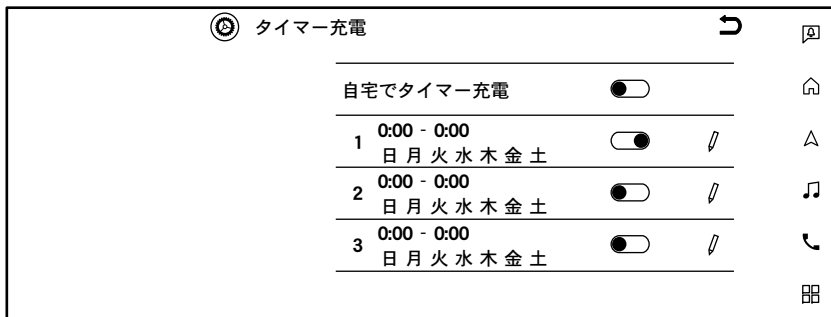 タイマー充電
自宅でタイマー充電
1 0:00 - 0:00
日 月 火 水 木 金 土
2 0:00 - 0:00
日 月 火 水 木 金 土
3 0:00 - 0:00
日 月 火 水 木 金 土